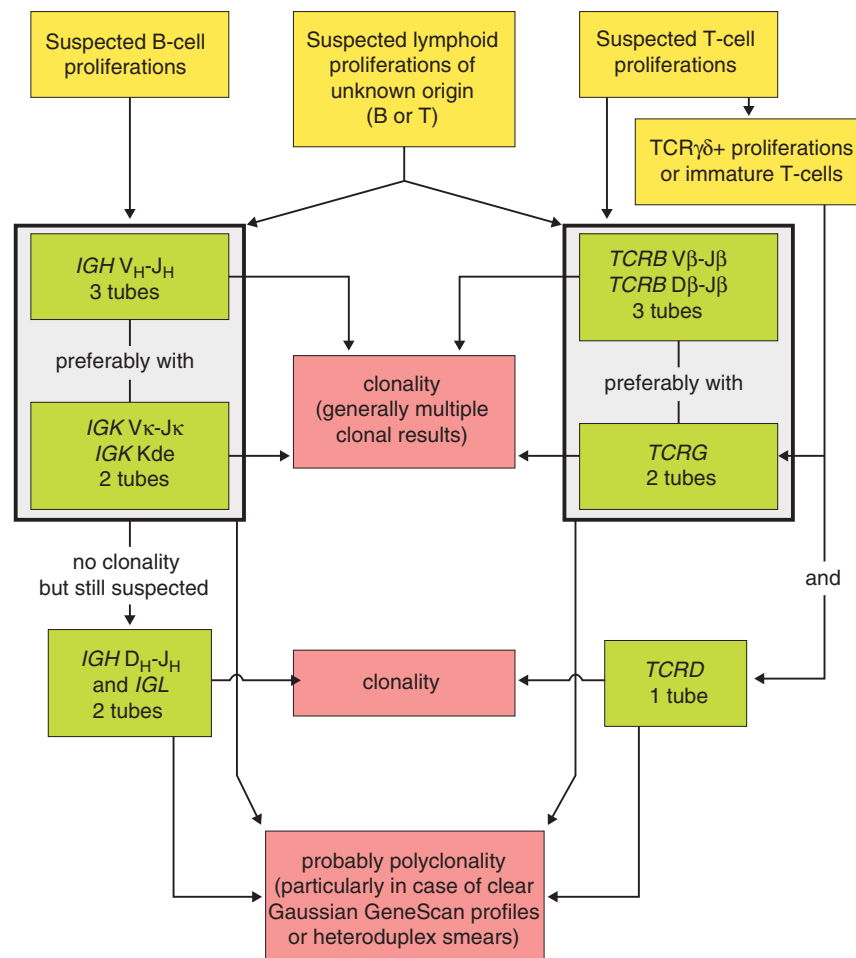 Suspected B-cell
proliferations
Suspected lymphoid
proliferations of
unknown origin
(B or T)
Suspected T-cell
proliferations
TCRγδ+ proliferations
or immature T-cells
IGH V_H-J_H
3 tubes
preferably with
IGK Vκ-Jκ
IGK Kde
2 tubes
clonality
(generally multiple
clonal results)
TCRB Vβ-Jβ
TCRB Dβ-Jβ
3 tubes
preferably with
TCRG
2 tubes
no clonality
but still suspected
and
IGH D_H-J_H
and IGL
2 tubes
clonality
TCRD
1 tube
probably polyclonality
(particularly in case of clear
Gaussian GeneScan profiles
or heteroduplex smears)